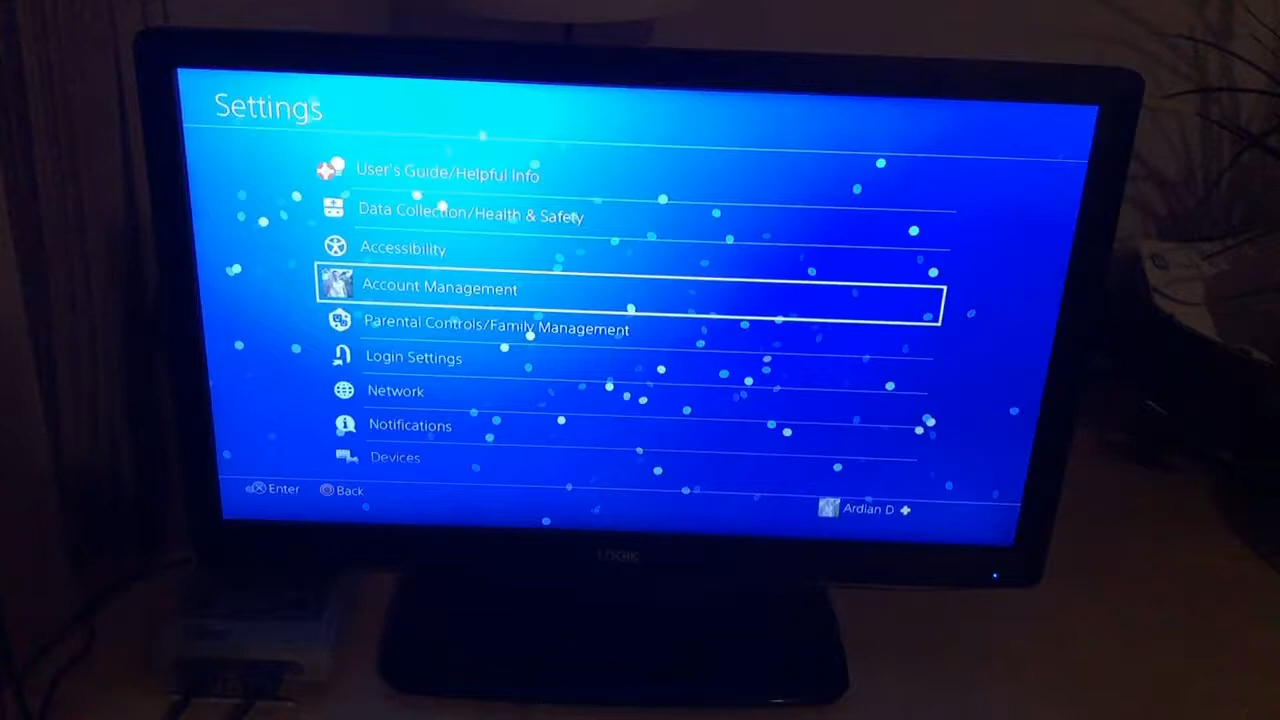 Settings
User's Guide/Helpful Info
Data Collection/Health & Safety
Accessibility
Account Management
Parental Controls/Family Management
Login Settings
Network
Notifications
Devices
Enter Back
Ardian D
LOGIK